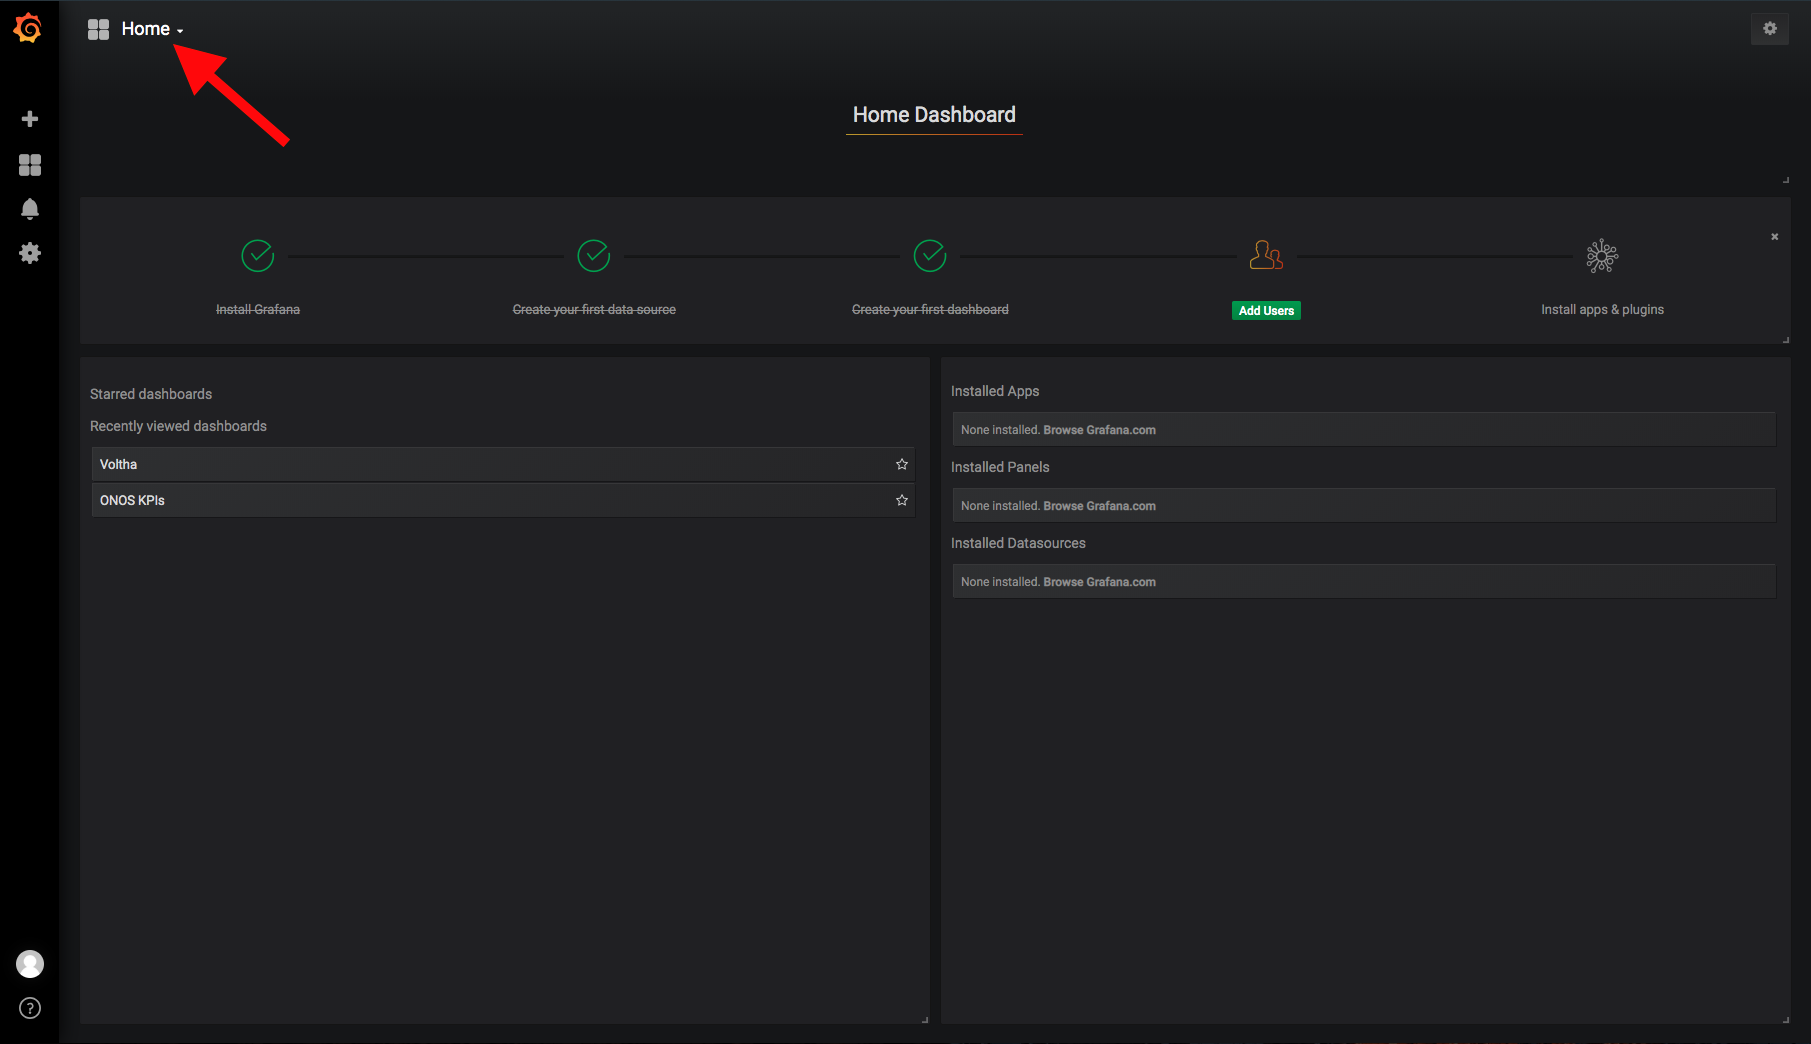 Home
Home Dashboard
Install Grafana
Create your first data source
Create your first dashboard
Add Users
Install apps & plugins
Starred dashboards
Recently viewed dashboards
Voltha
ONOS KPIs
Installed Apps
None installed. Browse Grafana.com
Installed Panels
None installed. Browse Grafana.com
Installed Datasources
None installed. Browse Grafana.com
?